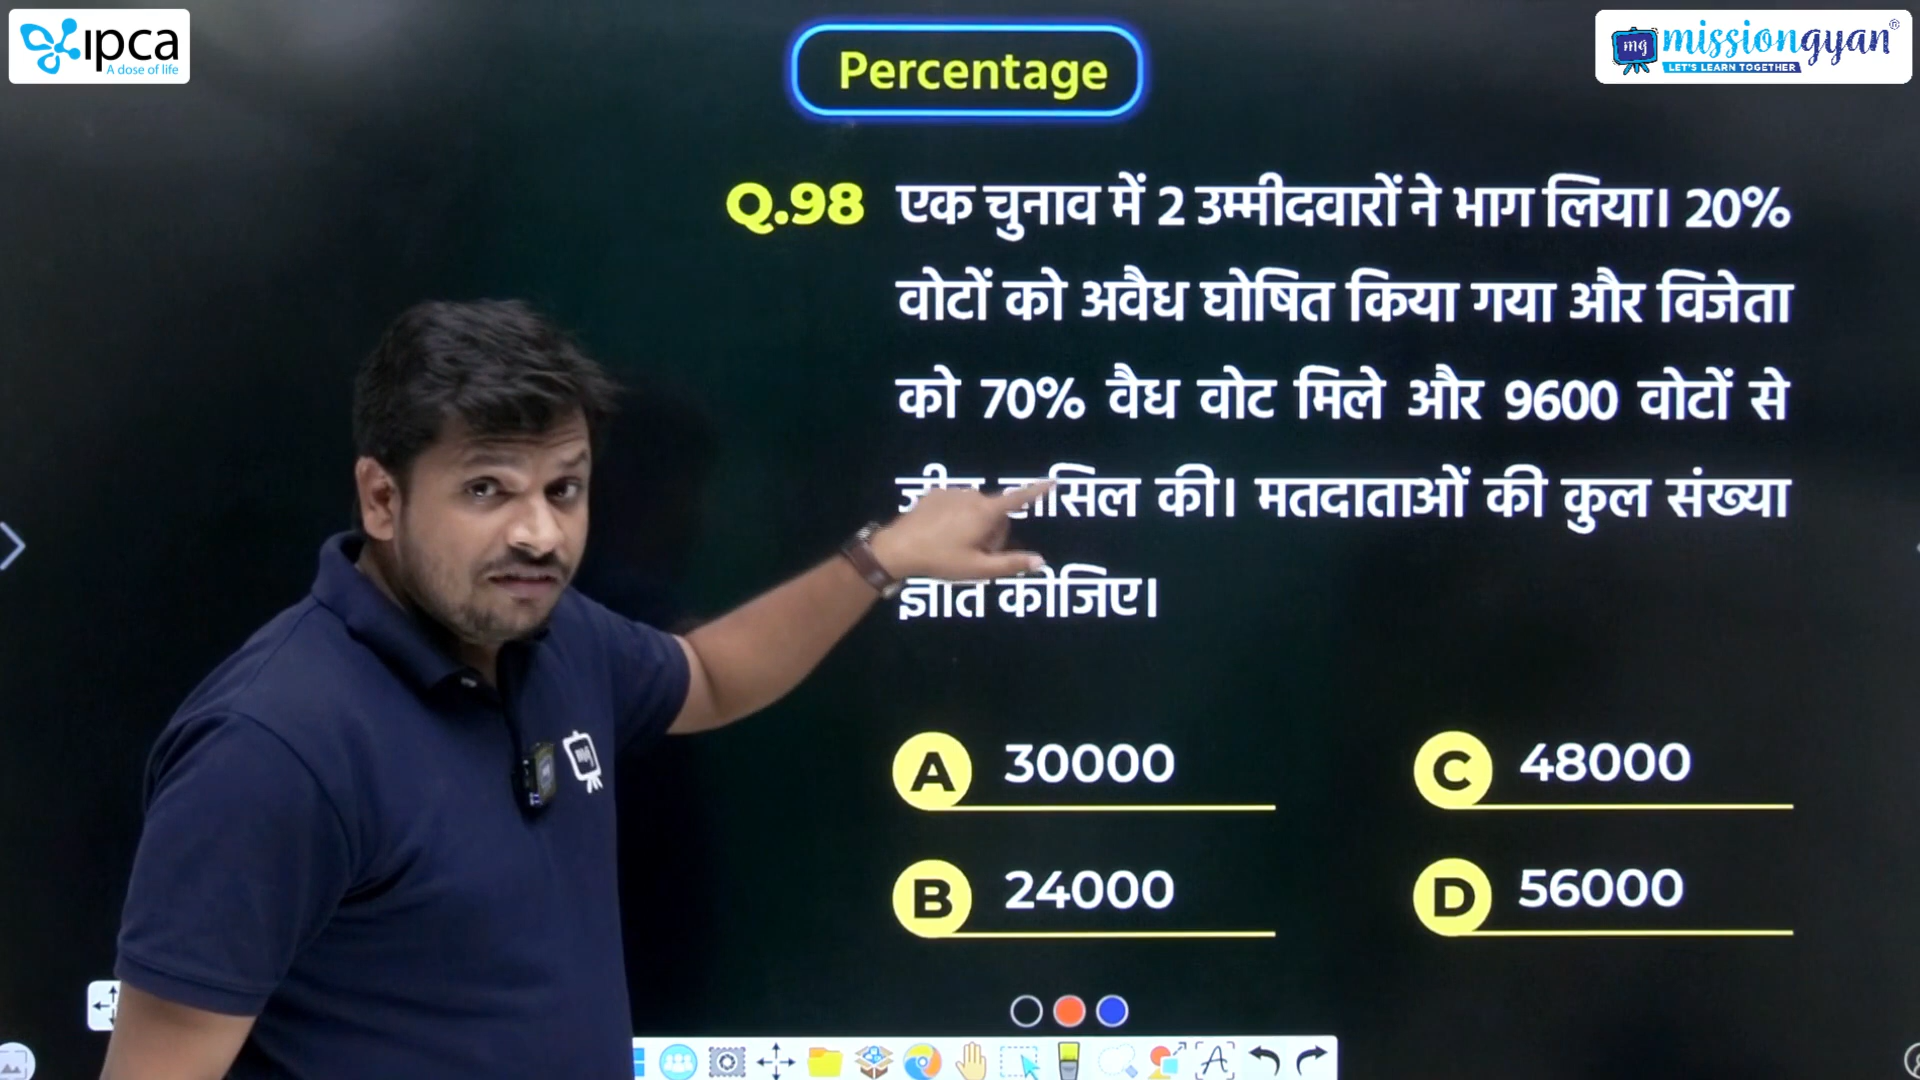 ipca
A dose of life
missiongyan®
mg
LET'S LEARN TOGETHER
Percentage
Q.98 एक चुनाव में 2 उम्मीदवारों ने भाग लिया। 20%
वोटों को अवैध घोषित किया गया और विजेता
को 70% वैध वोट मिले और 9600 वोटों से
की। मतदाताओं की कुल संख्या
ज्ञात कीजिए।
A 30000
C 48000
B 24000
D 56000